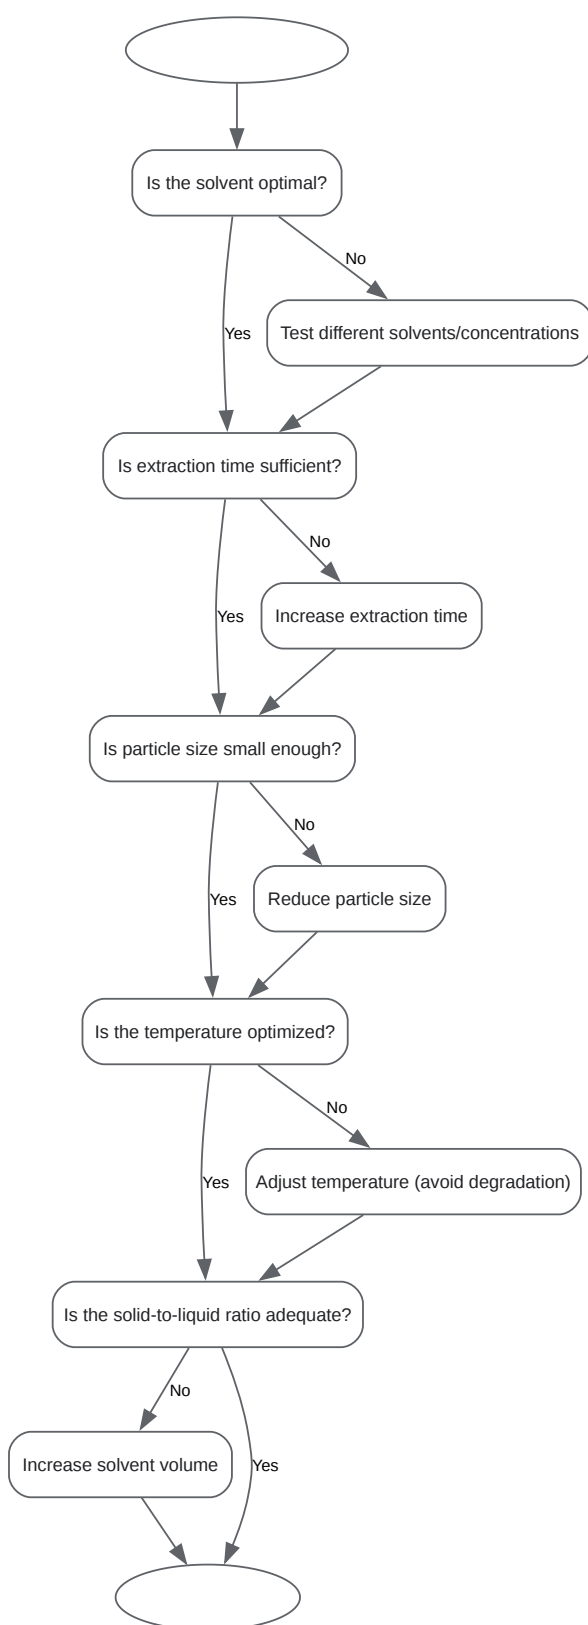 Is the solvent optimal?
No
Yes
Test different solvents/concentrations
Is extraction time sufficient?
No
Yes
Increase extraction time
Is particle size small enough?
No
Yes
Reduce particle size
Is the temperature optimized?
No
Yes
Adjust temperature (avoid degradation)
Is the solid-to-liquid ratio adequate?
No
Increase solvent volume
Yes